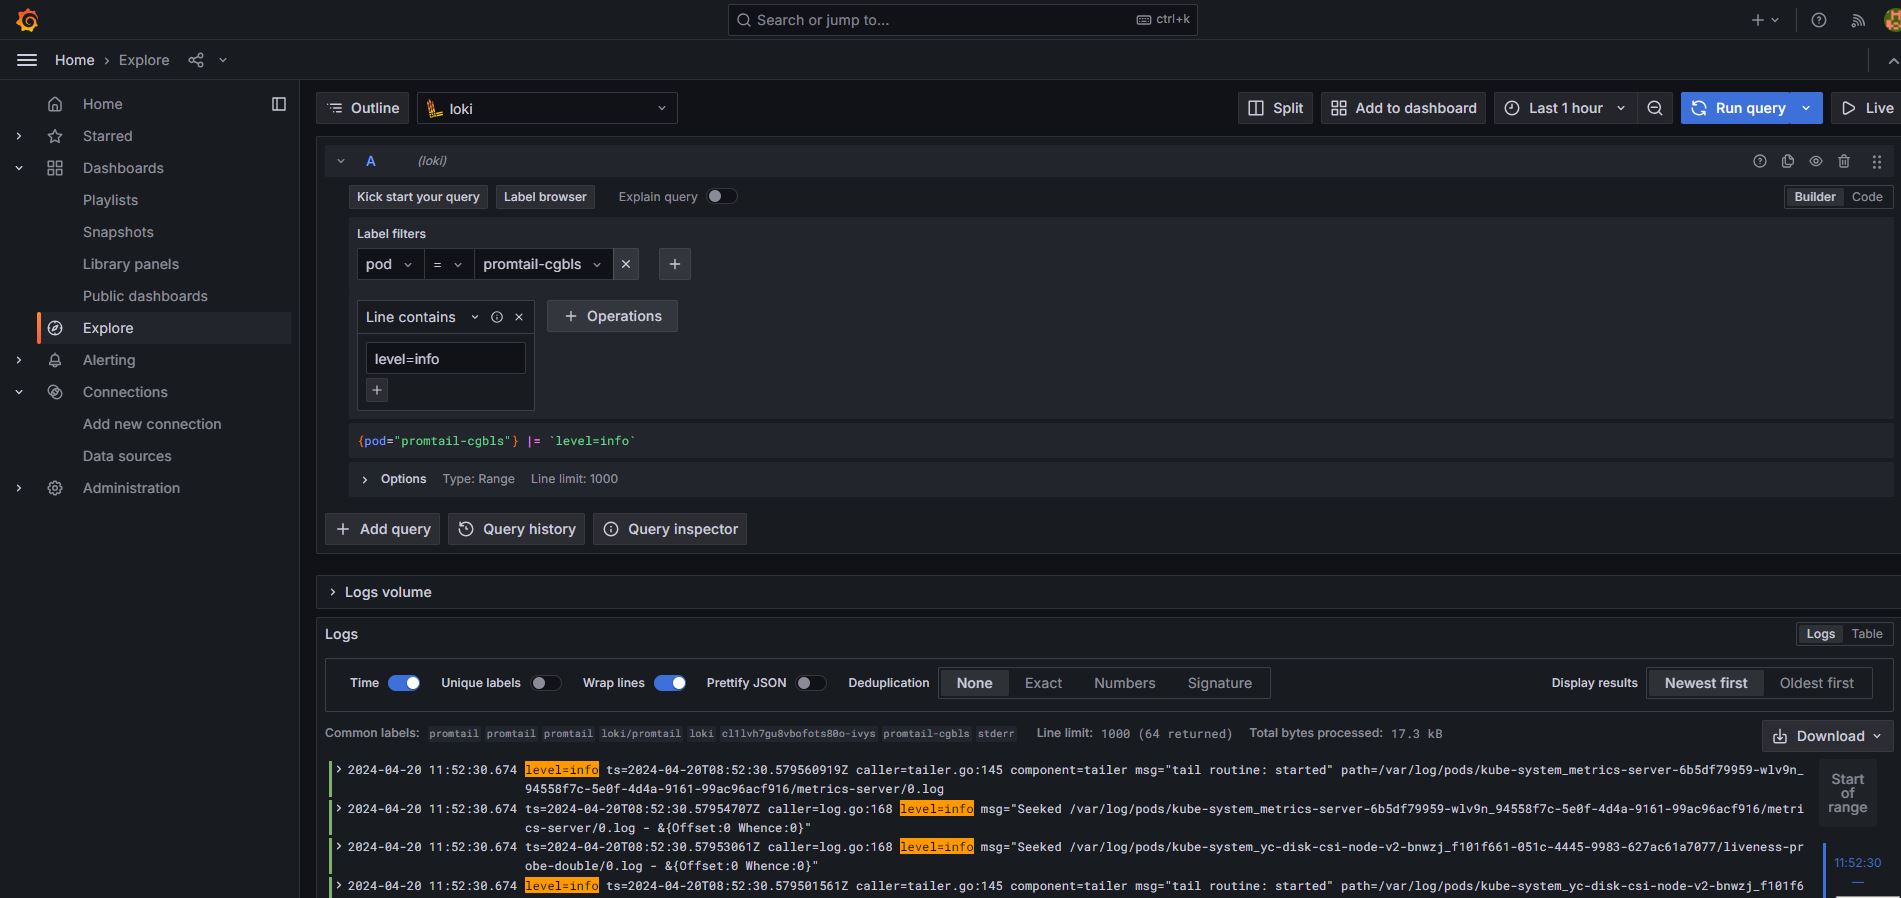 Search or jump to... ctrl+k
Home › Explore
Home
Starred
Dashboards
Playlists
Snapshots
Library panels
Public dashboards
Explore
Alerting
Connections
Add new connection
Data sources
Administration
Outline loki Split Add to dashboard Last 1 hour Run query Live
A (loki)
Kick start your query Label browser Explain query Builder Code
Label filters
pod = promtail-cgbls
Line contains + Operations
level=info
+
{pod="promtail-cgbls"} |= `level=info`
Options Type: Range Line limit: 1000
+ Add query Query history Query inspector
Logs volume
Logs Logs Table
Time Unique labels Wrap lines Prettify JSON Deduplication None Exact Numbers Signature Display results Newest first Oldest first
Common labels: promtail promtail promtail loki/promtail loki cl1lvh7gu8vbofots80o-ivys promtail-cgbls stderr Line limit: 1000 (64 returned) Total bytes processed: 17.3 kB Download
2024-04-20 11:52:30.674 level=info ts=2024-04-20T08:52:30.579560919Z caller=tailer.go:145 component=tailer msg="tail routine: started" path=/var/log/pods/kube-system_metrics-server-6b5df79959-wlv9n_
94558f7c-5e0f-4d4a-9161-99ac96acf916/metrics-server/0.log
2024-04-20 11:52:30.674 ts=2024-04-20T08:52:30.57954707Z caller=log.go:168 level=info msg="Seeked /var/log/pods/kube-system_metrics-server-6b5df79959-wlv9n_94558f7c-5e0f-4d4a-9161-99ac96acf916/metri
cs-server/0.log - &{Offset:0 Whence:0}"
2024-04-20 11:52:30.674 ts=2024-04-20T08:52:30.57953061Z caller=log.go:168 level=info msg="Seeked /var/log/pods/kube-system_yc-disk-csi-node-v2-bnwzj_f101f661-051c-4445-9983-627ac61a7077/liveness-pr
obe-double/0.log - &{Offset:0 Whence:0}"
2024-04-20 11:52:30.674 level=info ts=2024-04-20T08:52:30.579501561Z caller=tailer.go:145 component=tailer msg="tail routine: started" path=/var/log/pods/kube-system_yc-disk-csi-node-v2-bnwzj_f101f6
Start
of
range
11:52:30
—